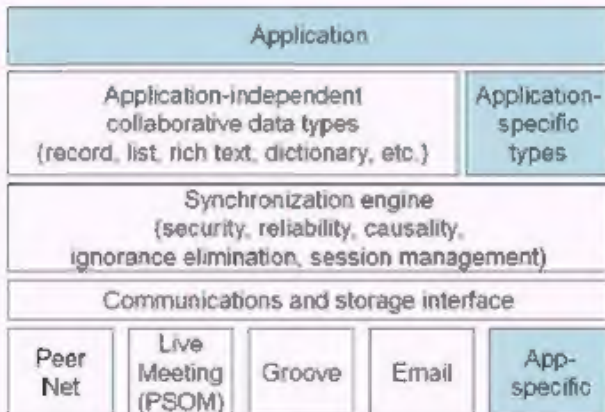 Application
Application-independent
collaborative data types
(record, list, rich text, dictionary, etc.)
Application-
specific
types
Synchronization engine
(security, reliability, causality,
ignorance elimination, session management)
Communications and storage interface
Peer
Net
Live
Meeting
(PSOM)
Groove
Email
App-
specific